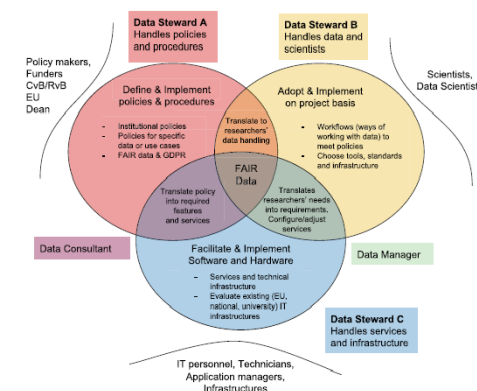 Data Steward A
Handles policies
and procedures
Data Steward B
Handles data and
scientists
Policy makers,
Funders
CvB/RvB
EU
Dean
Scientists,
Data Scientist
Define & Implement
policies & procedures
- Institutional policies
- Policies for specific
data or use cases
- FAIR data & GDPR
Translate to
researchers'
data handling
Adopt & Implement
on project basis
- Workflows (ways of
working with data) to
meet policies
- Choose tools, standards
and infrastructure
FAIR
Data
Translate policy
into required
features
and services
Translates
researchers' needs
into requirements,
Configure/adjust
services
Data Consultant
Data Manager
Facilitate & Implement
Software and Hardware
- Services and technical
infrastructure
- Evaluate existing (EU,
national, university) IT
infrastructures
Data Steward C
Handles services
and infrastructure
IT personnel, Technicians,
Application managers,
Infrastructures